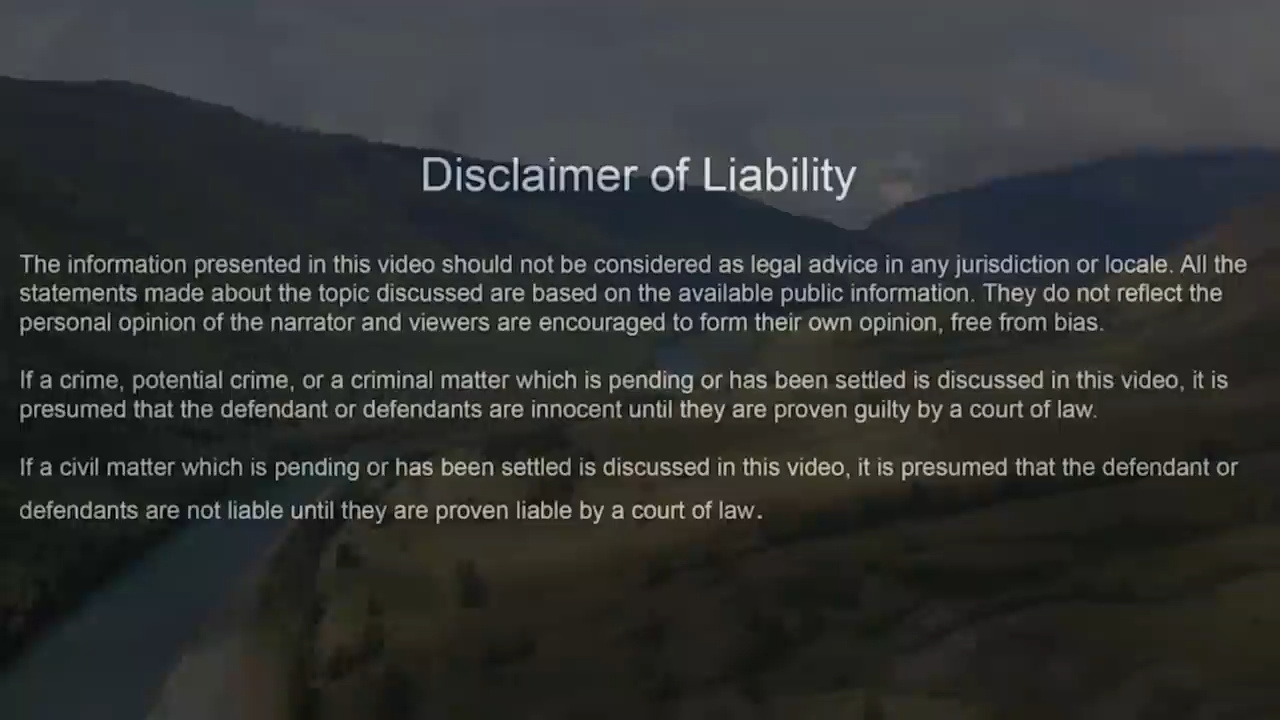 Disclaimer of Liability
The information presented in this video should not be considered as legal advice in any jurisdiction or locale. All the
statements made about the topic discussed are based on the available public information. They do not reflect the
personal opinion of the narrator and viewers are encouraged to form their own opinion, free from bias.
If a crime, potential crime, or a criminal matter which is pending or has been settled is discussed in this video, it is
presumed that the defendant or defendants are innocent until they are proven guilty by a court of law.
If a civil matter which is pending or has been settled is discussed in this video, it is presumed that the defendant or
defendants are not liable until they are proven liable by a court of law.